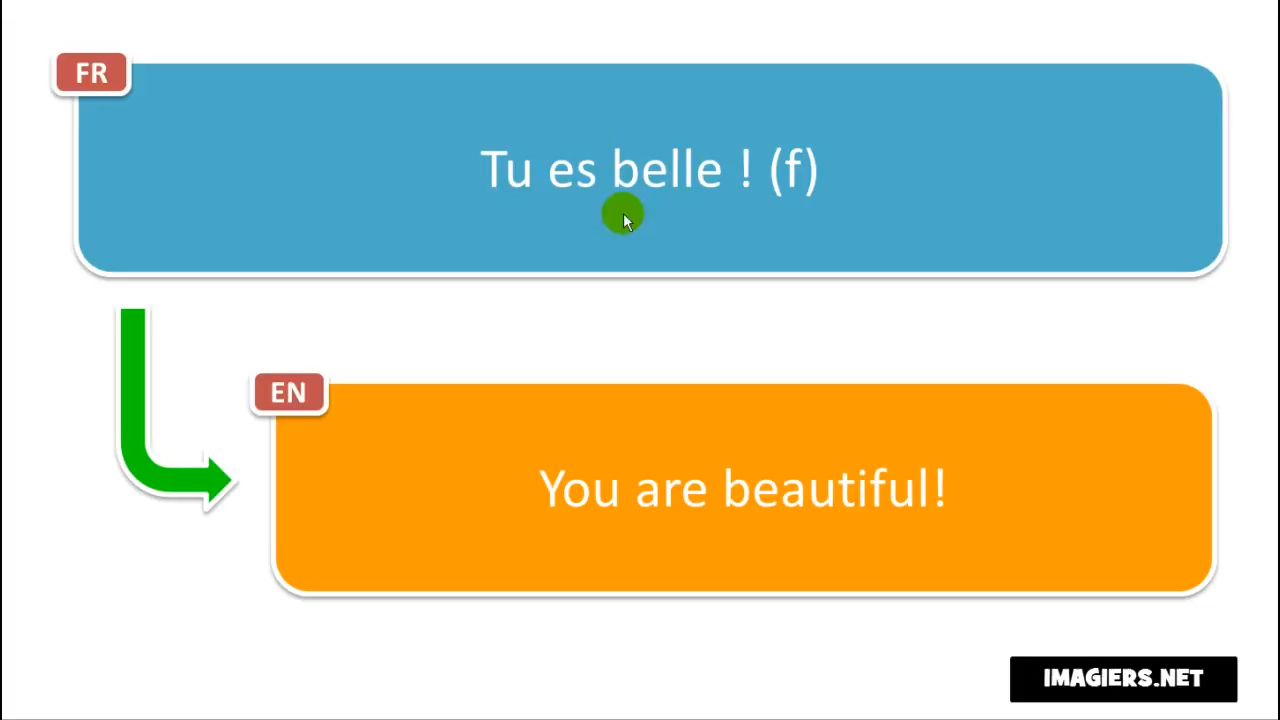 FR
Tu es belle ! (f)
EN
You are beautiful!
IMAGIERS.NET